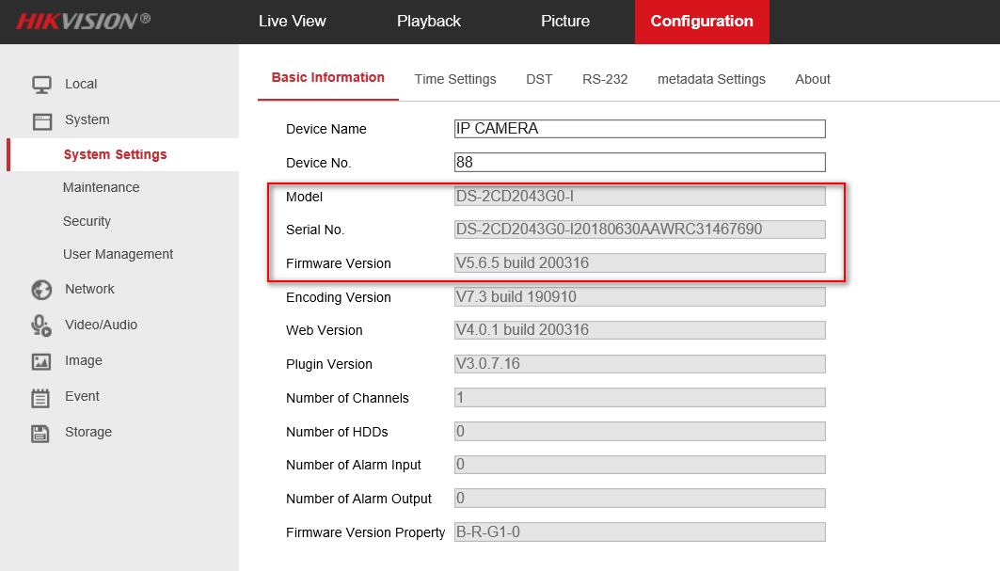 HIKVISION® Live View Playback Picture Configuration
Basic Information Time Settings DST RS-232 metadata Settings About
Local
System
System Settings
Maintenance
Security
User Management
Network
Video/Audio
Image
Event
Storage
Device Name IP CAMERA
Device No. 88
Model DS-2CD2043G0-I
Serial No. DS-2CD2043G0-I20180630AAWRC31467690
Firmware Version V5.6.5 build 200316
Encoding Version V7.3 build 190910
Web Version V4.0.1 build 200316
Plugin Version V3.0.7.16
Number of Channels 1
Number of HDDs 0
Number of Alarm Input 0
Number of Alarm Output 0
Firmware Version Property B-R-G1-0